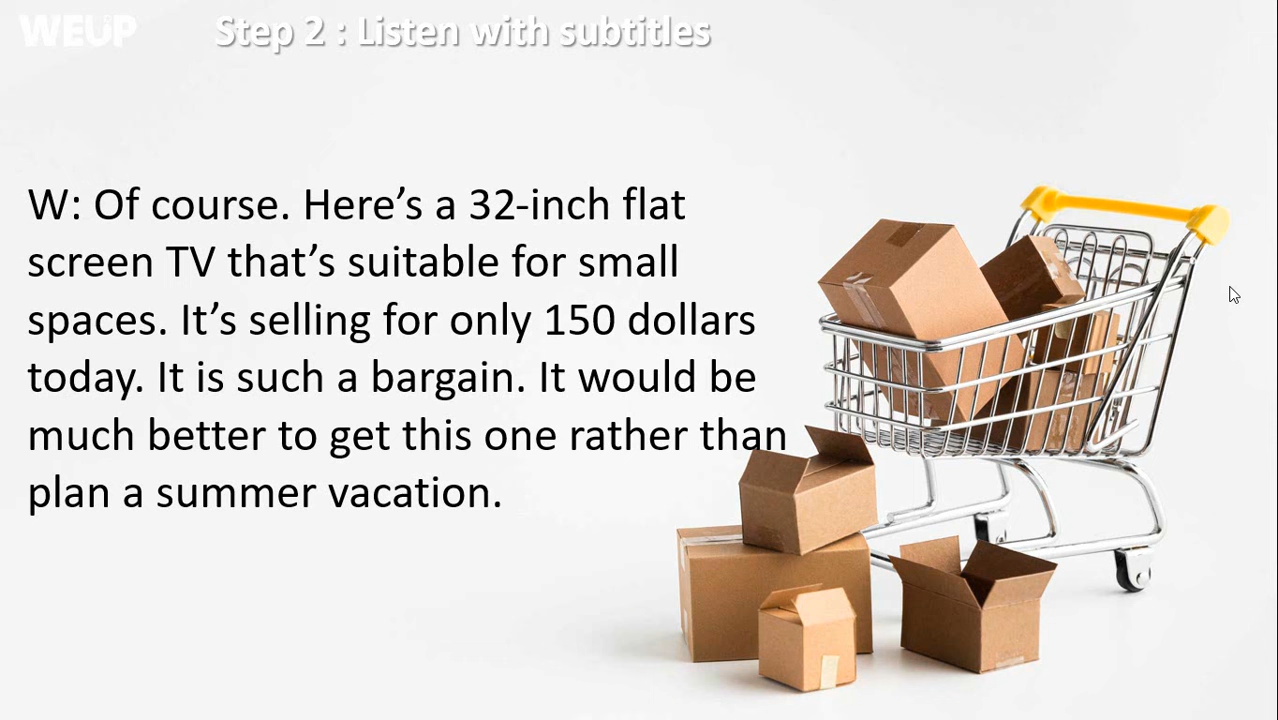 WEUP
Step 2 : Listen with subtitles
W: Of course. Here’s a 32-inch flat
screen TV that’s suitable for small
spaces. It’s selling for only 150 dollars
today. It is such a bargain. It would be
much better to get this one rather than
plan a summer vacation.